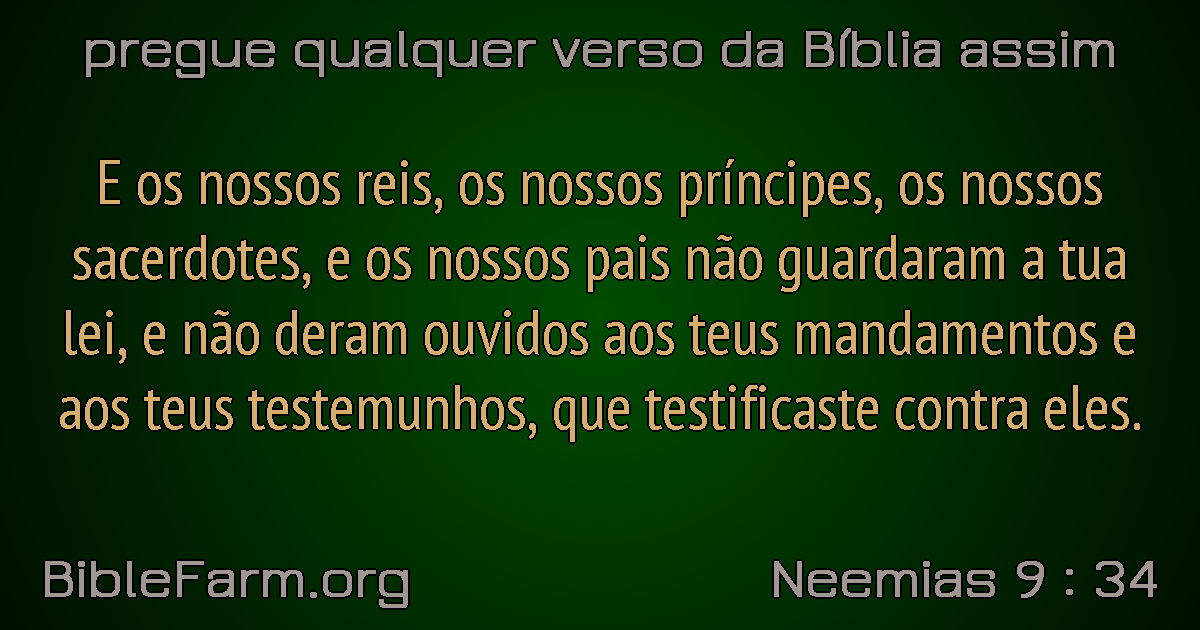 pregue qualquer verso da Bíblia assim
E os nossos reis, os nossos príncipes, os nossos
sacerdotes, e os nossos pais não guardaram a tua
lei, e não deram ouvidos aos teus mandamentos e
aos teus testemunhos, que testificaste contra eles.
BibleFarm.org
Neemias 9 : 34